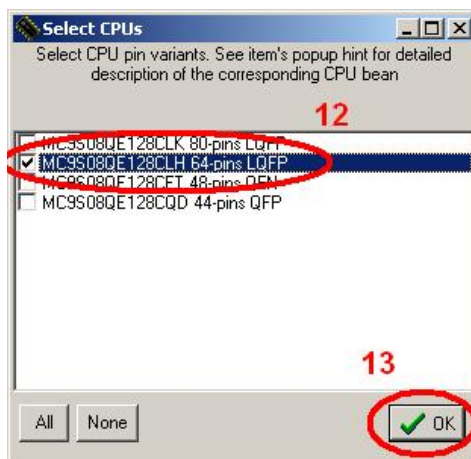 Select CPUs
Select CPU pin variants. See item's popup hint for detailed
description of the corresponding CPU bean
12
MC9S08QE128CLK 80-pins LQFP
MC9S08QE128CLH 64-pins LQFP
MC9S08QE128CFT 48-pins QFN
MC9S08QE128CQD 44-pins QFP
13
All
None
OK